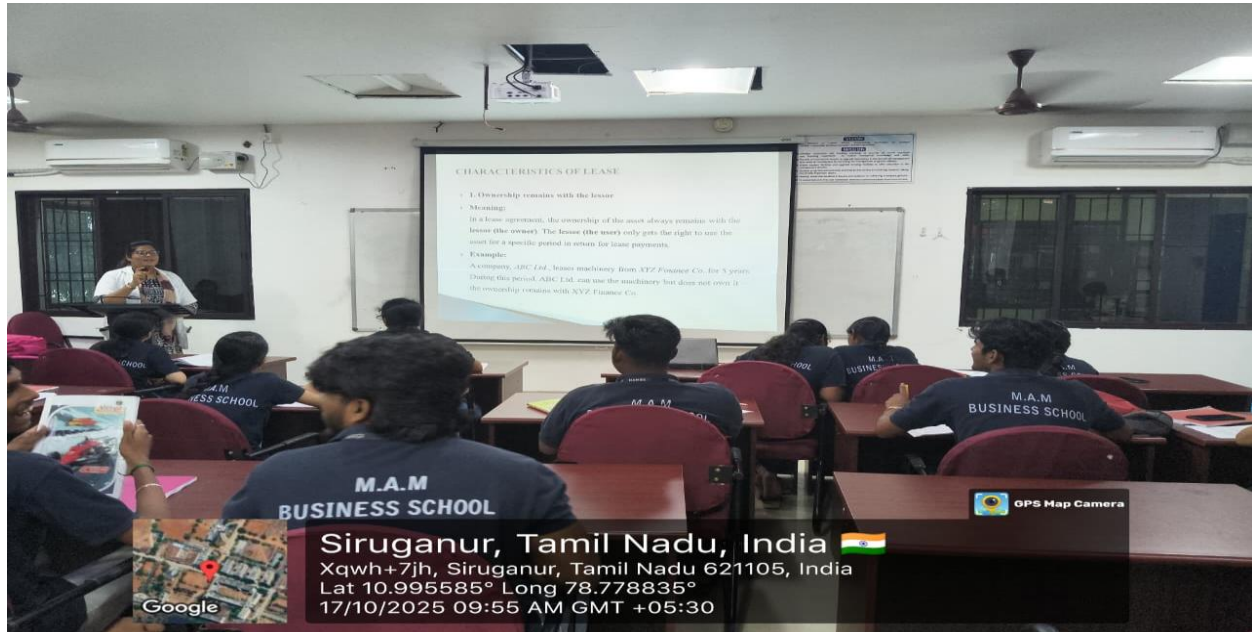 CHARACTERISTICS OF LEASE
1. Ownership remains with the lessor
Meaning:
In a lease agreement, the ownership of the asset always remains with the
lessor (the owner). The lessee (the user) only gets the right to use the
asset for a specific period in return for lease payments.
Example:
A company, ABC Ltd., leases machinery from XYZ Finance Co. for 5 years.
During this period, ABC Ltd. can use the machinery but does not own it
the ownership remains with XYZ Finance Co.
SCHOOL
M.A.M
BUSINESS SCHOOL
M.A.M
M.A.M
BUSINESS SCHOOL
M.A.M
BUSINESS SCHOOL
GPS Map Camera
Siruganur, Tamil Nadu, India
Xqwh+7jh, Siruganur, Tamil Nadu 621105, India
Lat 10.995585° Long 78.778835°
17/10/2025 09:55 AM GMT +05:30
Google